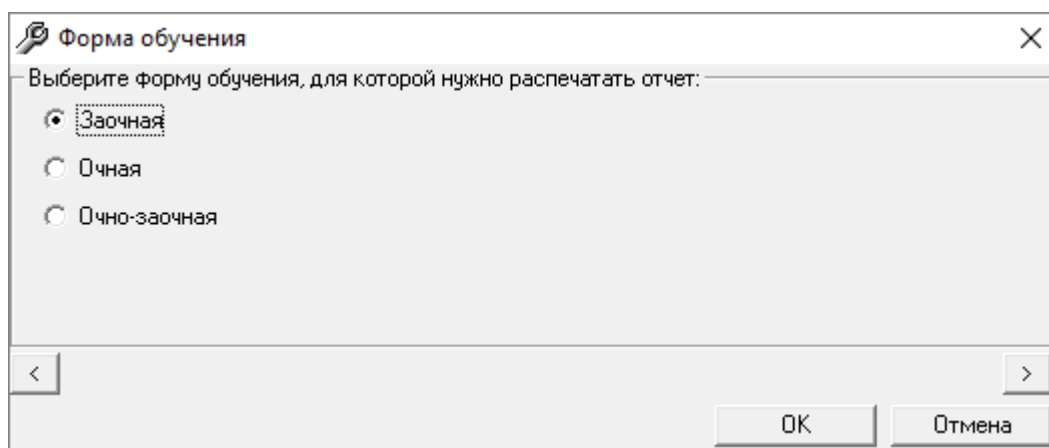 Форма обучения
Выберите форму обучения, для которой нужно распечатать отчет:
Заочная
Очная
Очно-заочная
< >
OK Отмена